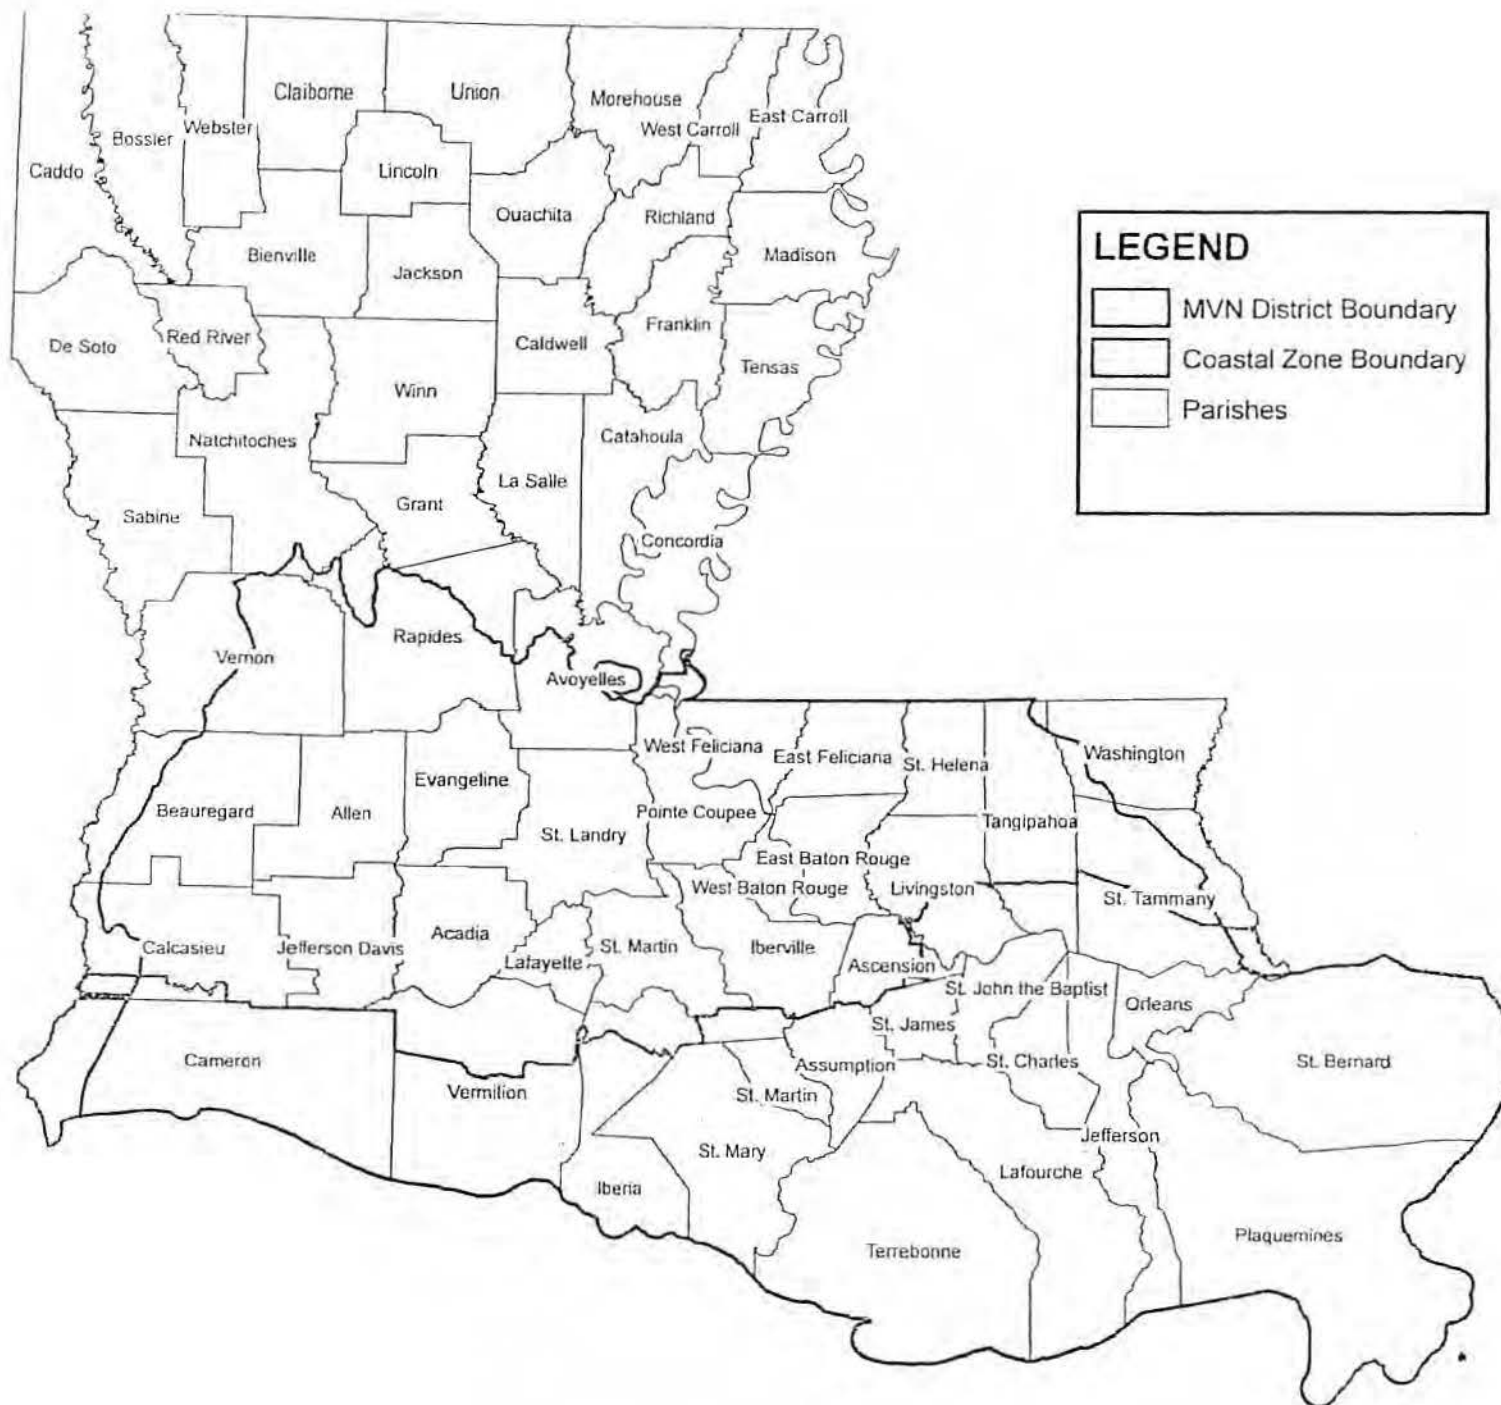 Claiborne
Union
Morehouse
West Carroll
East Carroll
Bossier
Webster
Caddo
Lincoln
Ouachita
Richland
Madison
Bienville
Jackson
De Soto
Red River
Caldwell
Franklin
Tensas
Winn
Natchitoches
Catahoula
La Salle
Grant
Sabine
Concordia
Vernon
Rapides
Avoyelles
West Feliciana
East Feliciana
St. Helena
Washington
Beauregard
Allen
Evangeline
St. Landry
Pointe Coupee
Tangipahoa
East Baton Rouge
West Baton Rouge
Livingston
St. Tammany
Calcasieu
Jefferson Davis
Acadia
Lafayette
St. Martin
Iberville
Ascension
St. John the Baptist
Orleans
St. James
Cameron
Vermilion
Assumption
St. Charles
St. Bernard
St. Martin
Jefferson
St. Mary
Lafourche
Iberia
Terrebonne
Plaquemines
LEGEND
MVN District Boundary
Coastal Zone Boundary
Parishes